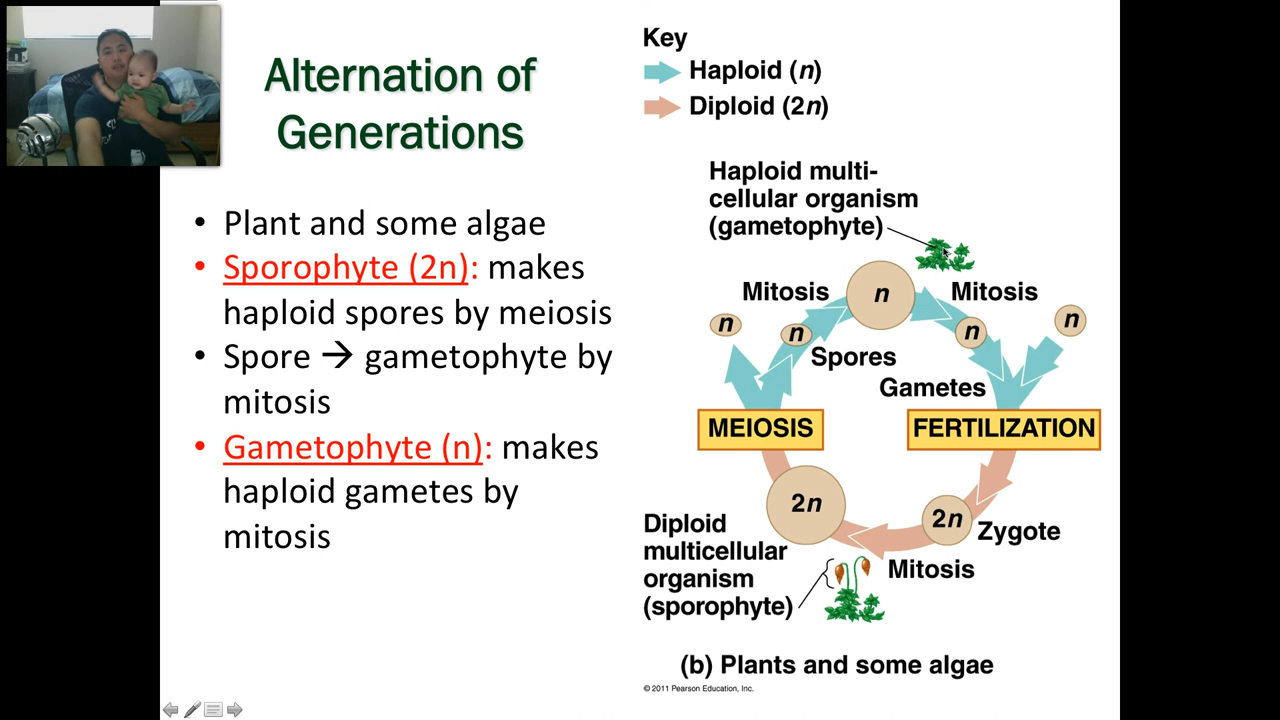 Alternation of
Generations
• Plant and some algae
• Sporophyte (2n): makes
haploid spores by meiosis
• Spore → gametophyte by
mitosis
• Gametophyte (n): makes
haploid gametes by
mitosis
Key
Haploid (n)
Diploid (2n)
Haploid multi-
cellular organism
(gametophyte)
Mitosis
n
Mitosis
n
n
Spores
n
n
Gametes
MEIOSIS
FERTILIZATION
2n
2n
Zygote
Diploid
multicellular
organism
(sporophyte)
Mitosis
(b) Plants and some algae
© 2011 Pearson Education, Inc.